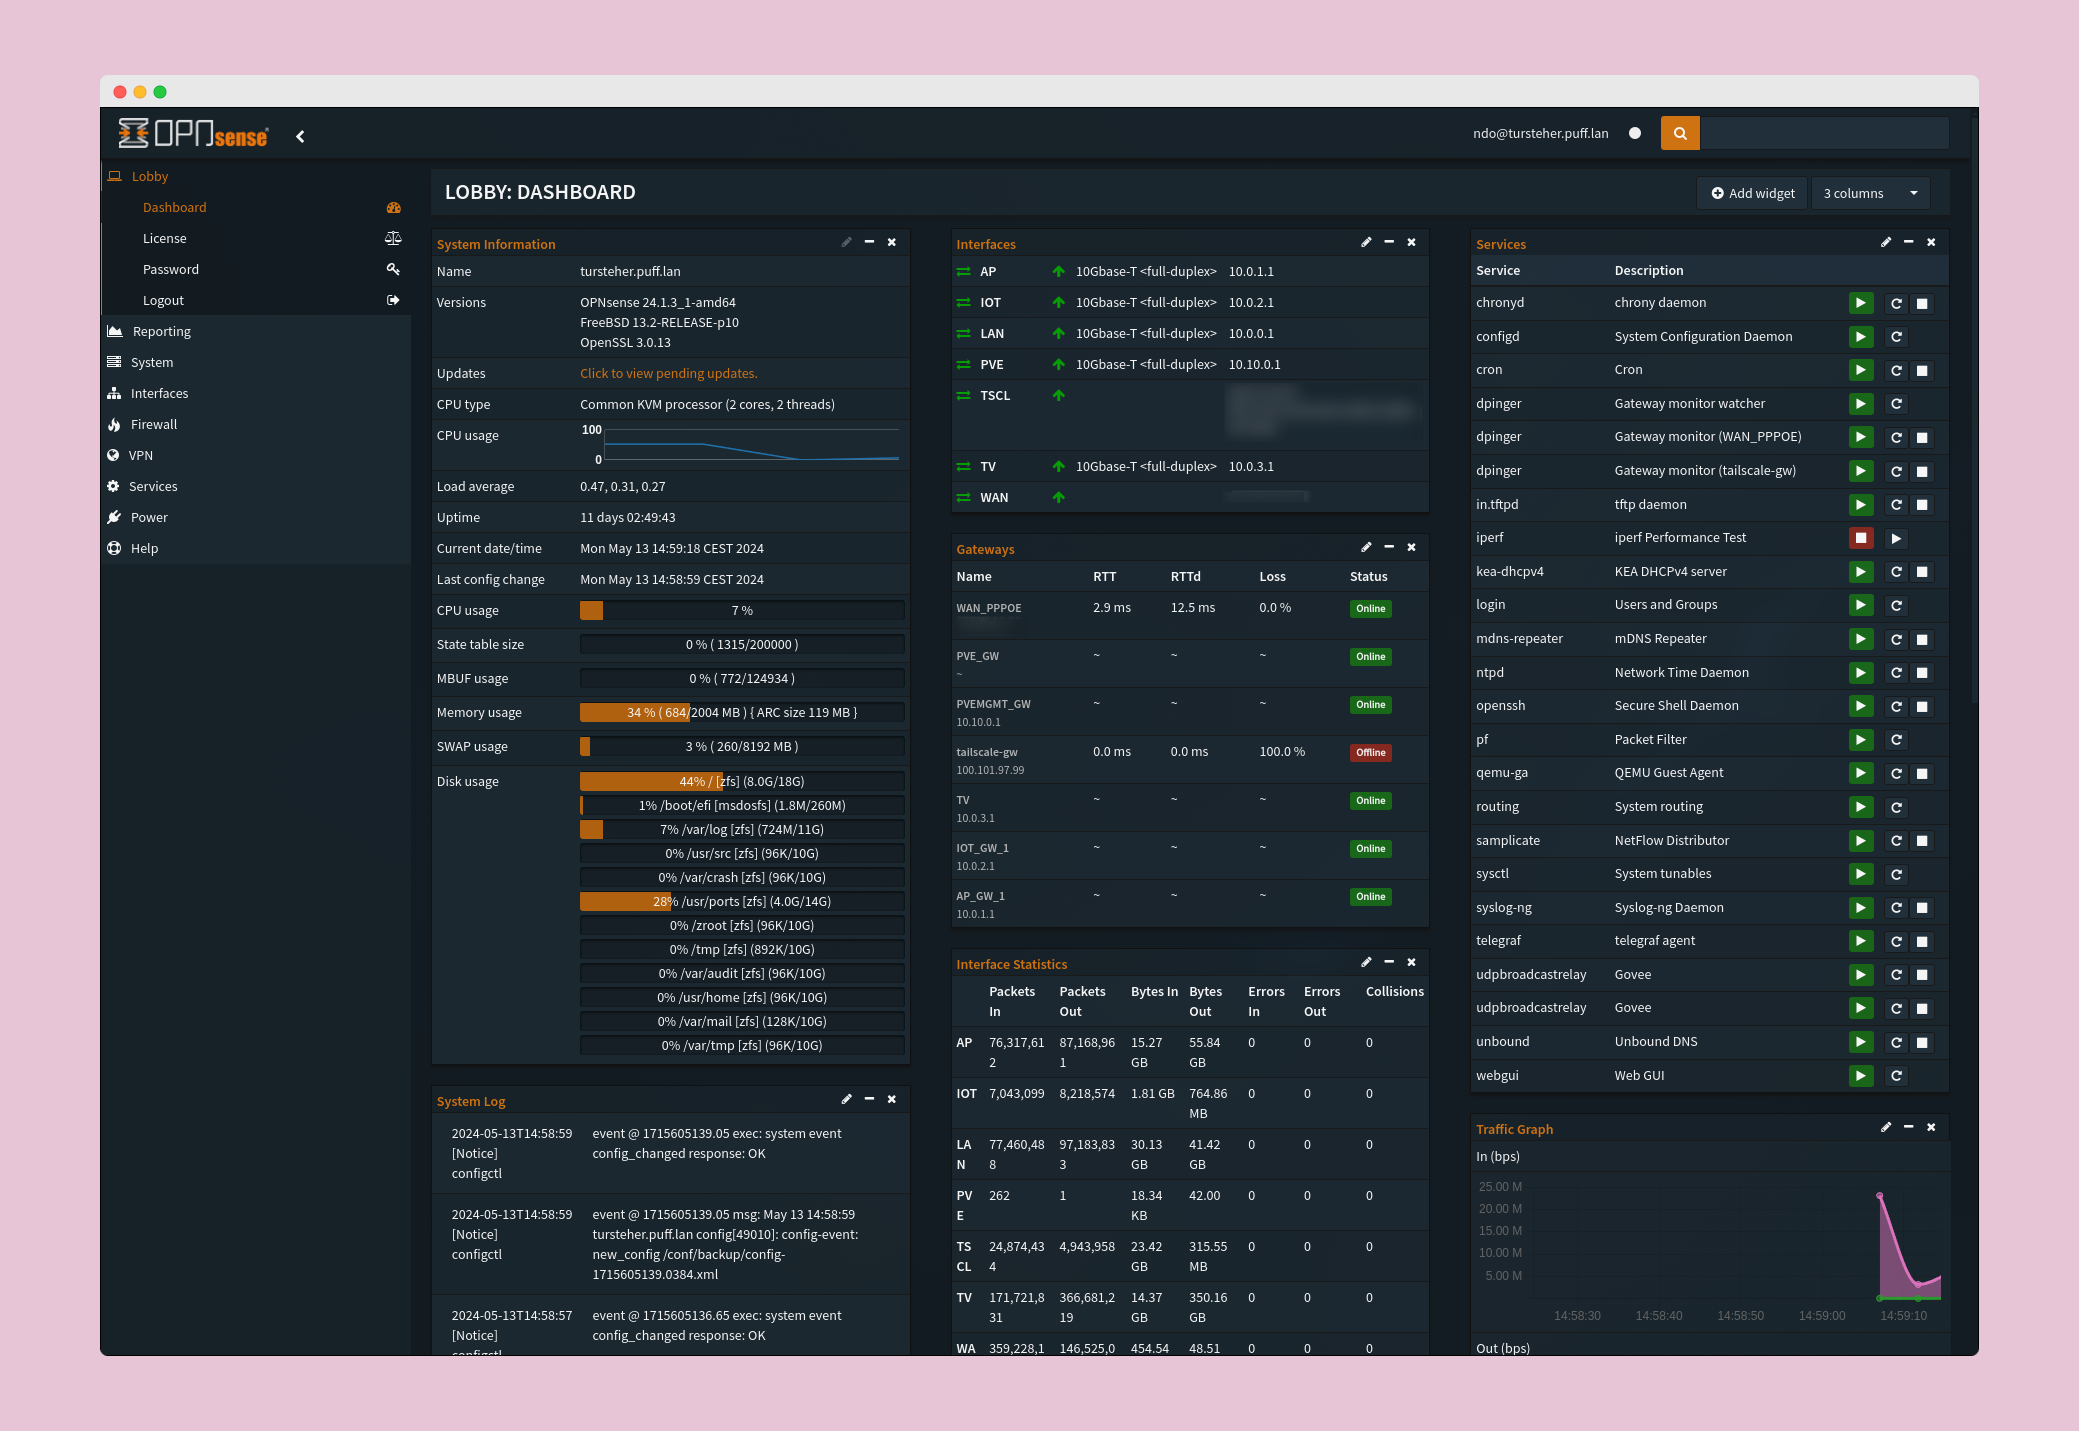 OPNsense
ndo@tursteher.puff.lan
Lobby
Dashboard
License
Password
Logout
Reporting
System
Interfaces
Firewall
VPN
Services
Power
Help
LOBBY: DASHBOARD
Add widget
3 columns
System Information
Name tursteher.puff.lan
Versions OPNsense 24.1.3_1-amd64
FreeBSD 13.2-RELEASE-p10
OpenSSL 3.0.13
Updates Click to view pending updates.
CPU type Common KVM processor (2 cores, 2 threads)
CPU usage 100
0
Load average 0.47, 0.31, 0.27
Uptime 11 days 02:49:43
Current date/time Mon May 13 14:59:18 CEST 2024
Last config change Mon May 13 14:58:59 CEST 2024
CPU usage 7 %
State table size 0 % ( 1315/200000 )
MBUF usage 0 % ( 772/124934 )
Memory usage 34 % ( 684/2004 MB ) { ARC size 119 MB }
SWAP usage 3 % ( 260/8192 MB )
Disk usage 44% / [zfs] (8.0G/18G)
1% /boot/efi [msdosfs] (1.8M/260M)
7% /var/log [zfs] (724M/11G)
0% /usr/src [zfs] (96K/10G)
0% /var/crash [zfs] (96K/10G)
28% /usr/ports [zfs] (4.0G/14G)
0% /zroot [zfs] (96K/10G)
0% /tmp [zfs] (892K/10G)
0% /var/audit [zfs] (96K/10G)
0% /usr/home [zfs] (96K/10G)
0% /var/mail [zfs] (128K/10G)
0% /var/tmp [zfs] (96K/10G)
System Log
2024-05-13T14:58:59 event @ 1715605139.05 exec: system event
[Notice] config_changed response: OK
configctl
2024-05-13T14:58:59 event @ 1715605139.05 msg: May 13 14:58:59
[Notice] tursteher.puff.lan config[49010]: config-event:
configctl new_config /conf/backup/config-
1715605139.0384.xml
2024-05-13T14:58:57 event @ 1715605136.65 exec: system event
[Notice] config_changed response: OK
configctl
Interfaces
AP 10Gbase-T <full-duplex> 10.0.1.1
IOT 10Gbase-T <full-duplex> 10.0.2.1
LAN 10Gbase-T <full-duplex> 10.0.0.1
PVE 10Gbase-T <full-duplex> 10.10.0.1
TSCL
TV 10Gbase-T <full-duplex> 10.0.3.1
WAN
Gateways
Name RTT RTTd Loss Status
WAN_PPPOE 2.9 ms 12.5 ms 0.0 % Online
PVE_GW ~ ~ ~ Online
~
PVEMGMT_GW ~ ~ ~ Online
10.10.0.1
tailscale-gw 0.0 ms 0.0 ms 100.0 % Offline
100.101.97.99
TV ~ ~ ~ Online
10.0.3.1
IOT_GW_1 ~ ~ ~ Online
10.0.2.1
AP_GW_1 ~ ~ ~ Online
10.0.1.1
Interface Statistics
Packets Packets Bytes In Bytes Errors Errors Collisions
In Out Out In Out
AP 76,317,61 87,168,96 15.27 55.84 0 0 0
2 1 GB GB
IOT 7,043,099 8,218,574 1.81 GB 764.86 0 0 0
MB
LA 77,460,48 97,183,83 30.13 41.42 0 0 0
N 8 3 GB GB
PV 262 1 18.34 42.00 0 0 0
E KB
TS 24,874,43 4,943,958 23.42 315.55 0 0 0
CL 4 GB MB
TV 171,721,8 366,681,2 14.37 350.16 0 0 0
31 19 GB GB
WA 359,228,1 146,525,0 454.54 48.51 0 0 0
Services
Service Description
chronyd chrony daemon
configd System Configuration Daemon
cron Cron
dpinger Gateway monitor watcher
dpinger Gateway monitor (WAN_PPPOE)
dpinger Gateway monitor (tailscale-gw)
in.tftpd tftp daemon
iperf iperf Performance Test
kea-dhcpv4 KEA DHCPv4 server
login Users and Groups
mdns-repeater mDNS Repeater
ntpd Network Time Daemon
openssh Secure Shell Daemon
pf Packet Filter
qemu-ga QEMU Guest Agent
routing System routing
samplicate NetFlow Distributor
sysctl System tunables
syslog-ng Syslog-ng Daemon
telegraf telegraf agent
udpbroadcastrelay Govee
udpbroadcastrelay Govee
unbound Unbound DNS
webgui Web GUI
Traffic Graph
In (bps)
25.00 M
20.00 M
15.00 M
10.00 M
5.00 M
14:58:30 14:58:40 14:58:50 14:59:00 14:59:10
Out (bps)